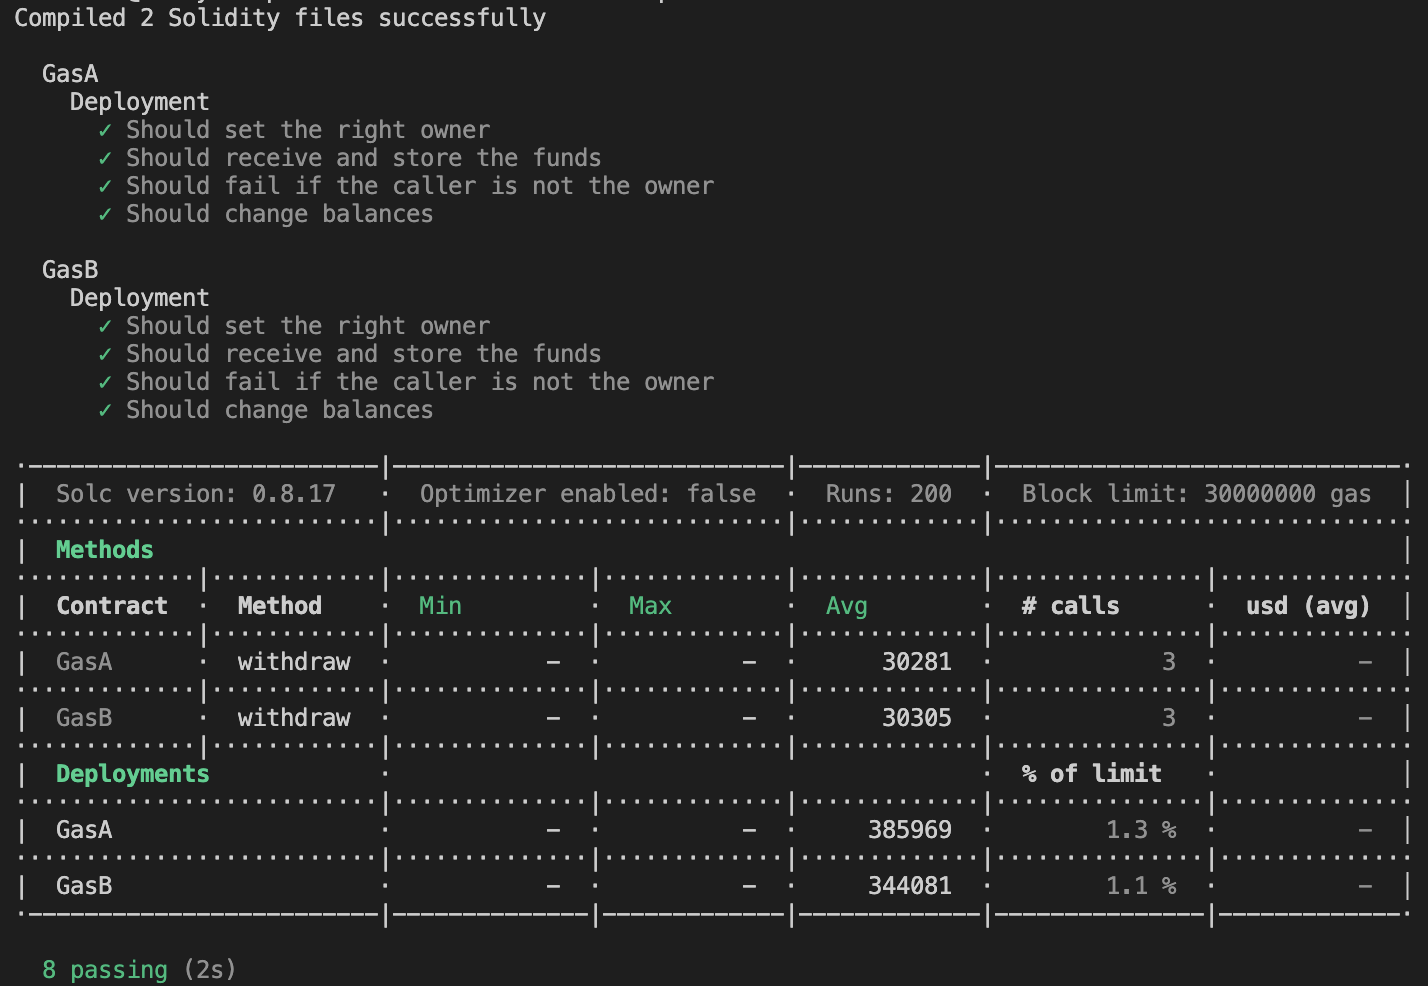 Compiled 2 Solidity files successfully
GasA
Deployment
✓ Should set the right owner
✓ Should receive and store the funds
✓ Should fail if the caller is not the owner
✓ Should change balances
GasB
Deployment
✓ Should set the right owner
✓ Should receive and store the funds
✓ Should fail if the caller is not the owner
✓ Should change balances
| Solc version: 0.8.17 · Optimizer enabled: false · Runs: 200 · Block limit: 30000000 gas |
| Methods |
| Contract · Method · Min · Max · Avg · # calls · usd (avg) |
| GasA · withdraw · - · - · 30281 · 3 · - |
| GasB · withdraw · - · - · 30305 · 3 · - |
| Deployments · · % of limit · |
| GasA · - · - · 385969 · 1.3 % · - |
| GasB · - · - · 344081 · 1.1 % · - |
8 passing (2s)